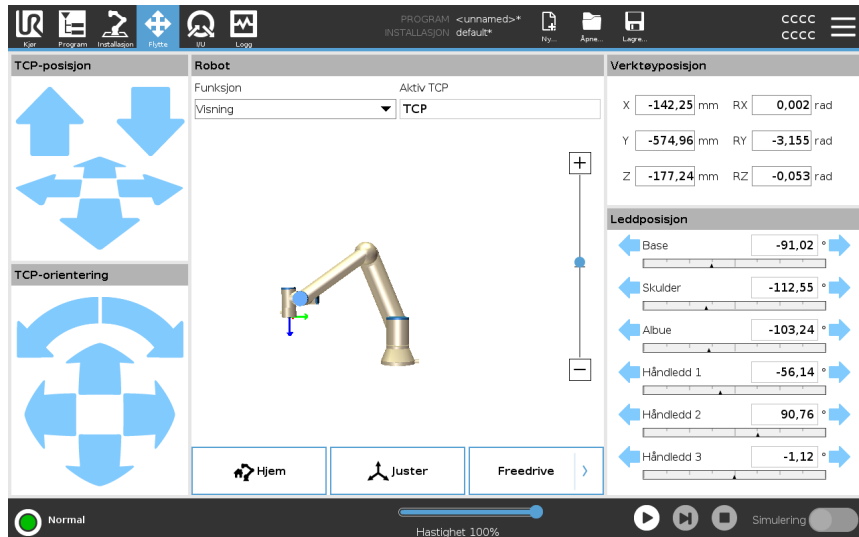 UR
PROGRAM <unnamed>*
INSTALLASJON default*
CCCC
CCCC
Kjør Program Installasjon Flytte I/U Logg
Ny... Åpne... Lagre...
TCP-posisjon
TCP-orientering
Robot
Funksjon Aktiv TCP
Visning TCP
+
−
Hjem Juster Freedrive
Verktøyposisjon
X -142,25 mm RX 0,002 rad
Y -574,96 mm RY -3,155 rad
Z -177,24 mm RZ -0,053 rad
Leddposisjon
Base -91,02 °
Skulder -112,55 °
Albue -103,24 °
Håndledd 1 -56,14 °
Håndledd 2 90,76 °
Håndledd 3 -1,12 °
Normal
Hastighet 100%
Simulering